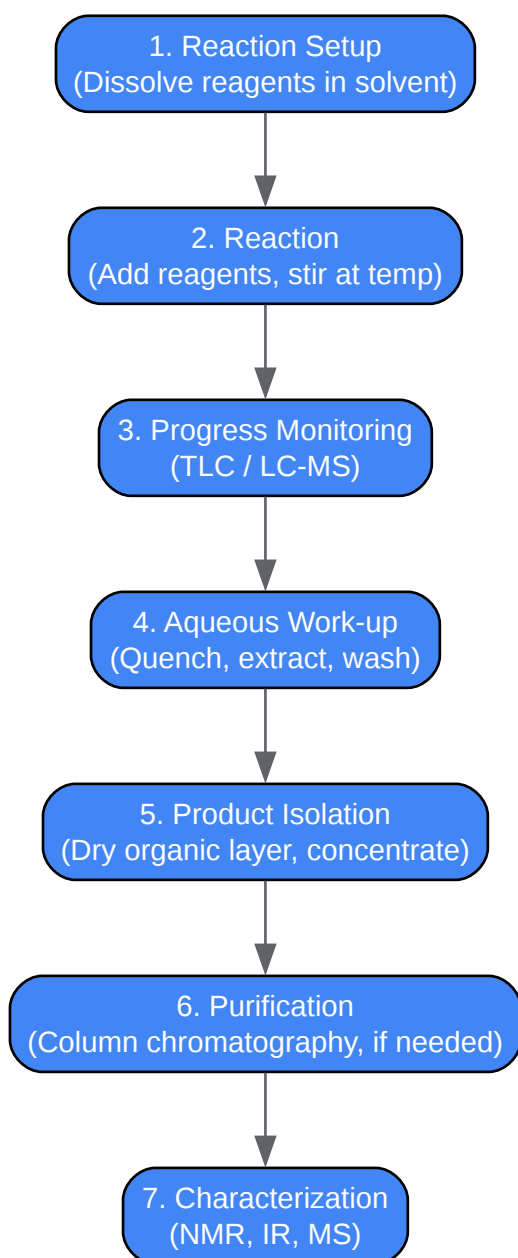 1. Reaction Setup
(Dissolve reagents in solvent)
2. Reaction
(Add reagents, stir at temp)
3. Progress Monitoring
(TLC / LC-MS)
4. Aqueous Work-up
(Quench, extract, wash)
5. Product Isolation
(Dry organic layer, concentrate)
6. Purification
(Column chromatography, if needed)
7. Characterization
(NMR, IR, MS)